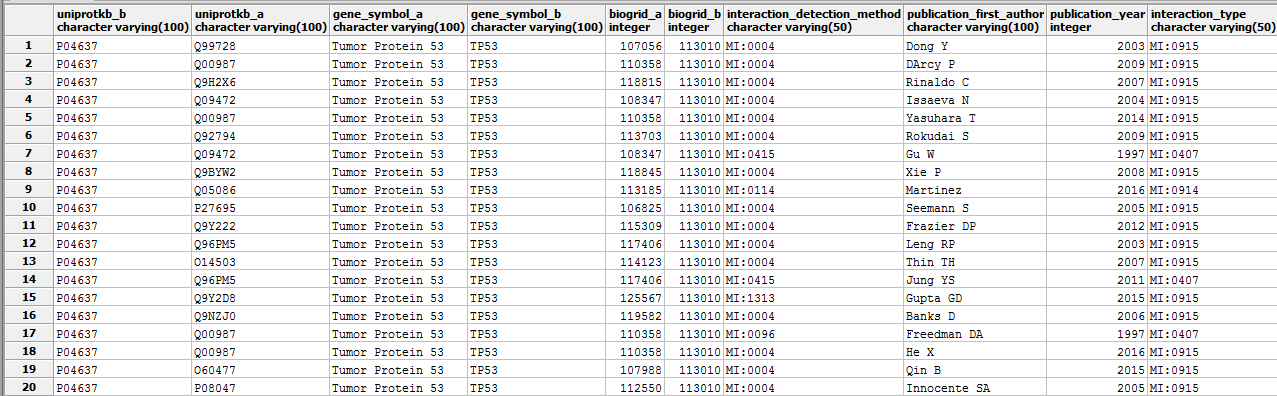 uniprotkb_b uniprotkb_a gene_symbol_a gene_symbol_b biogrid_a biogrid_b interaction_detection_method publication_first_author publication_year interaction_type
character varying(100) character varying(100) character varying(100) character varying(100) integer integer character varying(50) character varying(100) integer character varying(50)
1 P04637 Q99728 Tumor Protein 53 TP53 107056 113010 MI:0004 Dong Y 2003 MI:0915
2 P04637 Q00987 Tumor Protein 53 TP53 110358 113010 MI:0004 DArcy P 2009 MI:0915
3 P04637 Q9H2X6 Tumor Protein 53 TP53 118815 113010 MI:0004 Rinaldo C 2007 MI:0915
4 P04637 Q09472 Tumor Protein 53 TP53 108347 113010 MI:0004 Issaeva N 2004 MI:0915
5 P04637 Q00987 Tumor Protein 53 TP53 110358 113010 MI:0004 Yasuhara T 2014 MI:0915
6 P04637 Q92794 Tumor Protein 53 TP53 113703 113010 MI:0004 Rokudai S 2009 MI:0915
7 P04637 Q09472 Tumor Protein 53 TP53 108347 113010 MI:0415 Gu W 1997 MI:0407
8 P04637 Q9BYW2 Tumor Protein 53 TP53 118845 113010 MI:0004 Xie P 2008 MI:0915
9 P04637 Q05086 Tumor Protein 53 TP53 113185 113010 MI:0114 Martinez 2016 MI:0914
10 P04637 P27695 Tumor Protein 53 TP53 106825 113010 MI:0004 Seemann S 2005 MI:0915
11 P04637 Q9Y222 Tumor Protein 53 TP53 115309 113010 MI:0004 Frazier DP 2012 MI:0915
12 P04637 Q96PM5 Tumor Protein 53 TP53 117406 113010 MI:0004 Leng RP 2003 MI:0915
13 P04637 O14503 Tumor Protein 53 TP53 114123 113010 MI:0004 Thin TH 2007 MI:0915
14 P04637 Q96PM5 Tumor Protein 53 TP53 117406 113010 MI:0415 Jung YS 2011 MI:0407
15 P04637 Q9Y2D8 Tumor Protein 53 TP53 125567 113010 MI:1313 Gupta GD 2015 MI:0915
16 P04637 Q9NZJ0 Tumor Protein 53 TP53 119582 113010 MI:0004 Banks D 2006 MI:0915
17 P04637 Q00987 Tumor Protein 53 TP53 110358 113010 MI:0096 Freedman DA 1997 MI:0407
18 P04637 Q00987 Tumor Protein 53 TP53 110358 113010 MI:0004 He X 2016 MI:0915
19 P04637 O60477 Tumor Protein 53 TP53 107988 113010 MI:0004 Qin B 2015 MI:0915
20 P04637 P08047 Tumor Protein 53 TP53 112550 113010 MI:0004 Innocente SA 2005 MI:0915